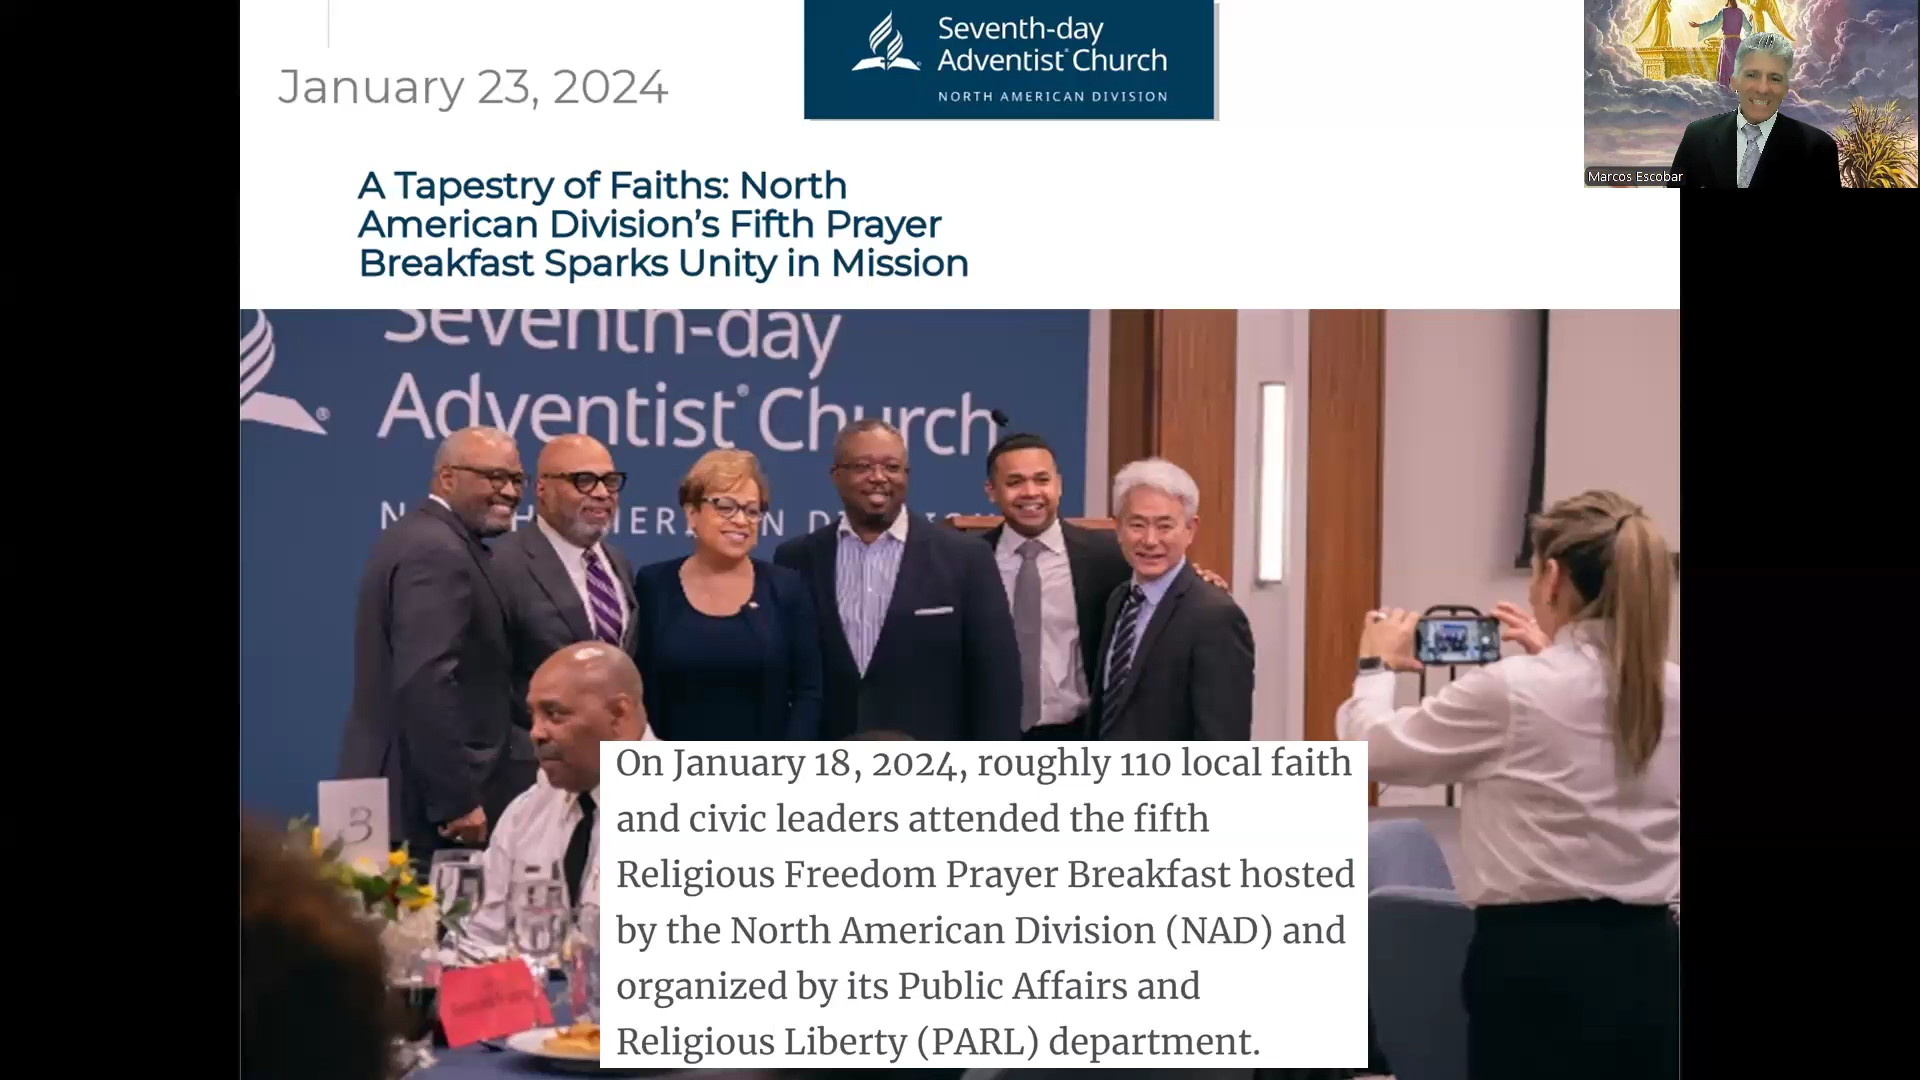 January 23, 2024
Seventh-day
Adventist Church
NORTH AMERICAN DIVISION
Marcos Escobar
A Tapestry of Faiths: North
American Division's Fifth Prayer
Breakfast Sparks Unity in Mission
Seventh-day
Adventist® Church
®
3
On January 18, 2024, roughly 110 local faith
and civic leaders attended the fifth
Religious Freedom Prayer Breakfast hosted
by the North American Division (NAD) and
organized by its Public Affairs and
Religious Liberty (PARL) department.